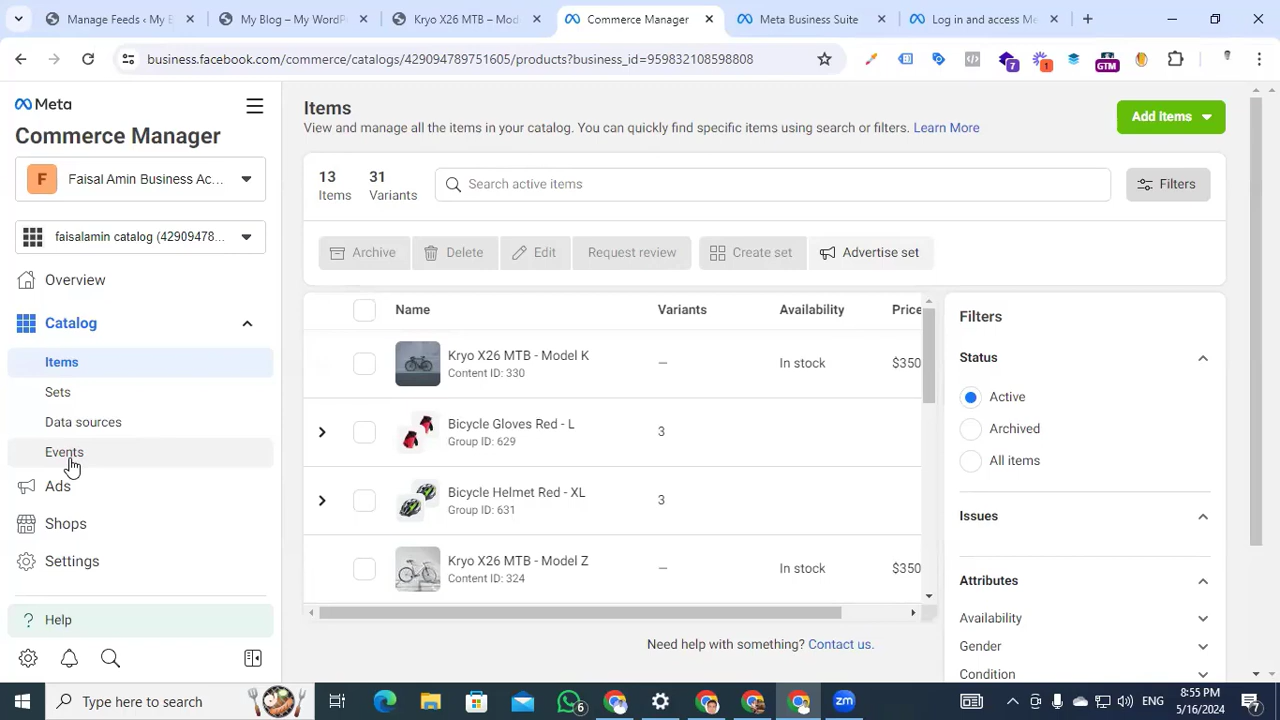 Manage Feeds ‹ My B
My Blog – My WordP
Kryo X26 MTB – Mod
Commerce Manager
Meta Business Suite
Log in and access Me
business.facebook.com/commerce/catalogs/429094789751605/products?business_id=959832108598808
7
1
GTM
Meta
Commerce Manager
F
Faisal Amin Business Ac...
faisalamin catalog (42909478...
Overview
Catalog
Items
Sets
Data sources
Events
Ads
Shops
Settings
? Help
Items
View and manage all the items in your catalog. You can quickly find specific items using search or filters. Learn More
Add Items
13
Items
31
Variants
Search active items
Filters
Archive
Delete
Edit
Request review
Create set
Advertise set
Name
Variants
Availability
Price
Kryo X26 MTB - Model K
Content ID: 330
—
In stock
$350
Bicycle Gloves Red - L
Group ID: 629
3
Bicycle Helmet Red - XL
Group ID: 631
3
Kryo X26 MTB - Model Z
Content ID: 324
—
In stock
$350
Filters
Status
Active
Archived
All items
Issues
Attributes
Availability
Gender
Condition
Need help with something? Contact us.
Type here to search
6
zm
ENG
8:55 PM
5/16/2024
7